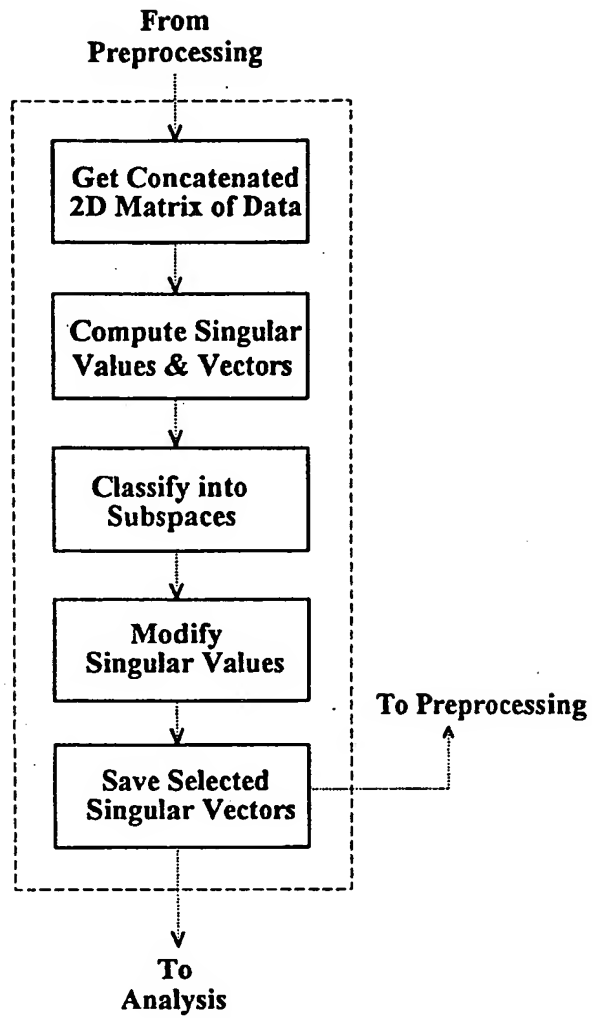 From
Preprocessing
Get Concatenated
2D Matrix of Data
Compute Singular
Values & Vectors
Classify into
Subspaces
Modify
Singular Values
To Preprocessing
Save Selected
Singular Vectors
To
Analysis